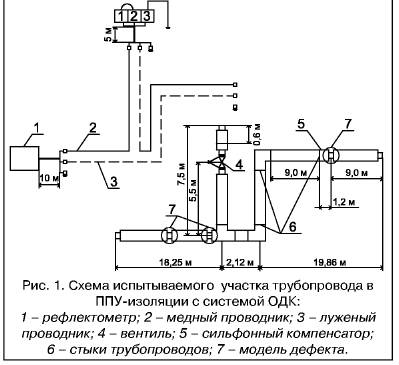 1 2 3
5 м
1
2
3
10 м
7,5 м
5,5 м
4
0,6 м
5
7
9,0 м
9,0 м
1,2 м
7
6
18,25 м
2,12 м
19,86 м
Рис. 1. Схема испытываемого участка трубопровода в
ППУ-изоляции с системой ОДК:
1 – рефлектометр; 2 – медный проводник; 3 – луженый
проводник; 4 – вентиль; 5 – сильфонный компенсатор;
6 – стыки трубопроводов; 7 – модель дефекта.